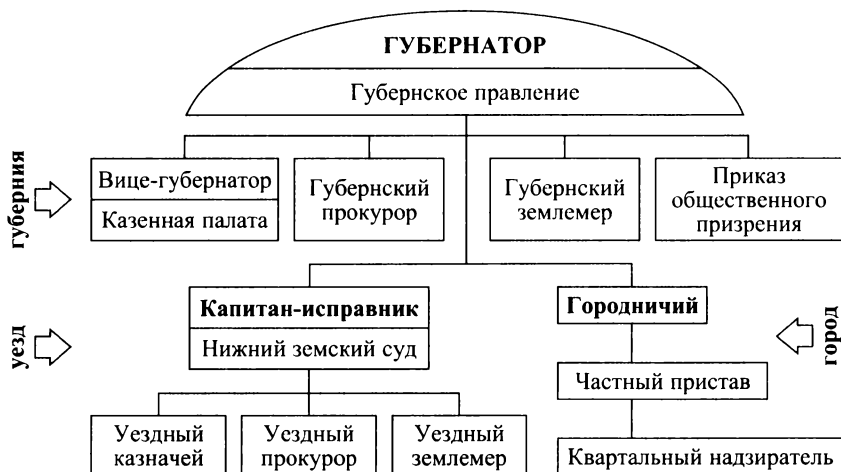 ГУБЕРНАТОР
Губернское правление
губерния
Вице-губернатор
Казенная палата
Губернский
прокурор
Губернский
землемер
Приказ
общественного
призрения
уезд
Капитан-исправник
Нижний земский суд
Городничий
город
Частный пристав
Уездный
казначей
Уездный
прокурор
Уездный
землемер
Квартальный надзиратель